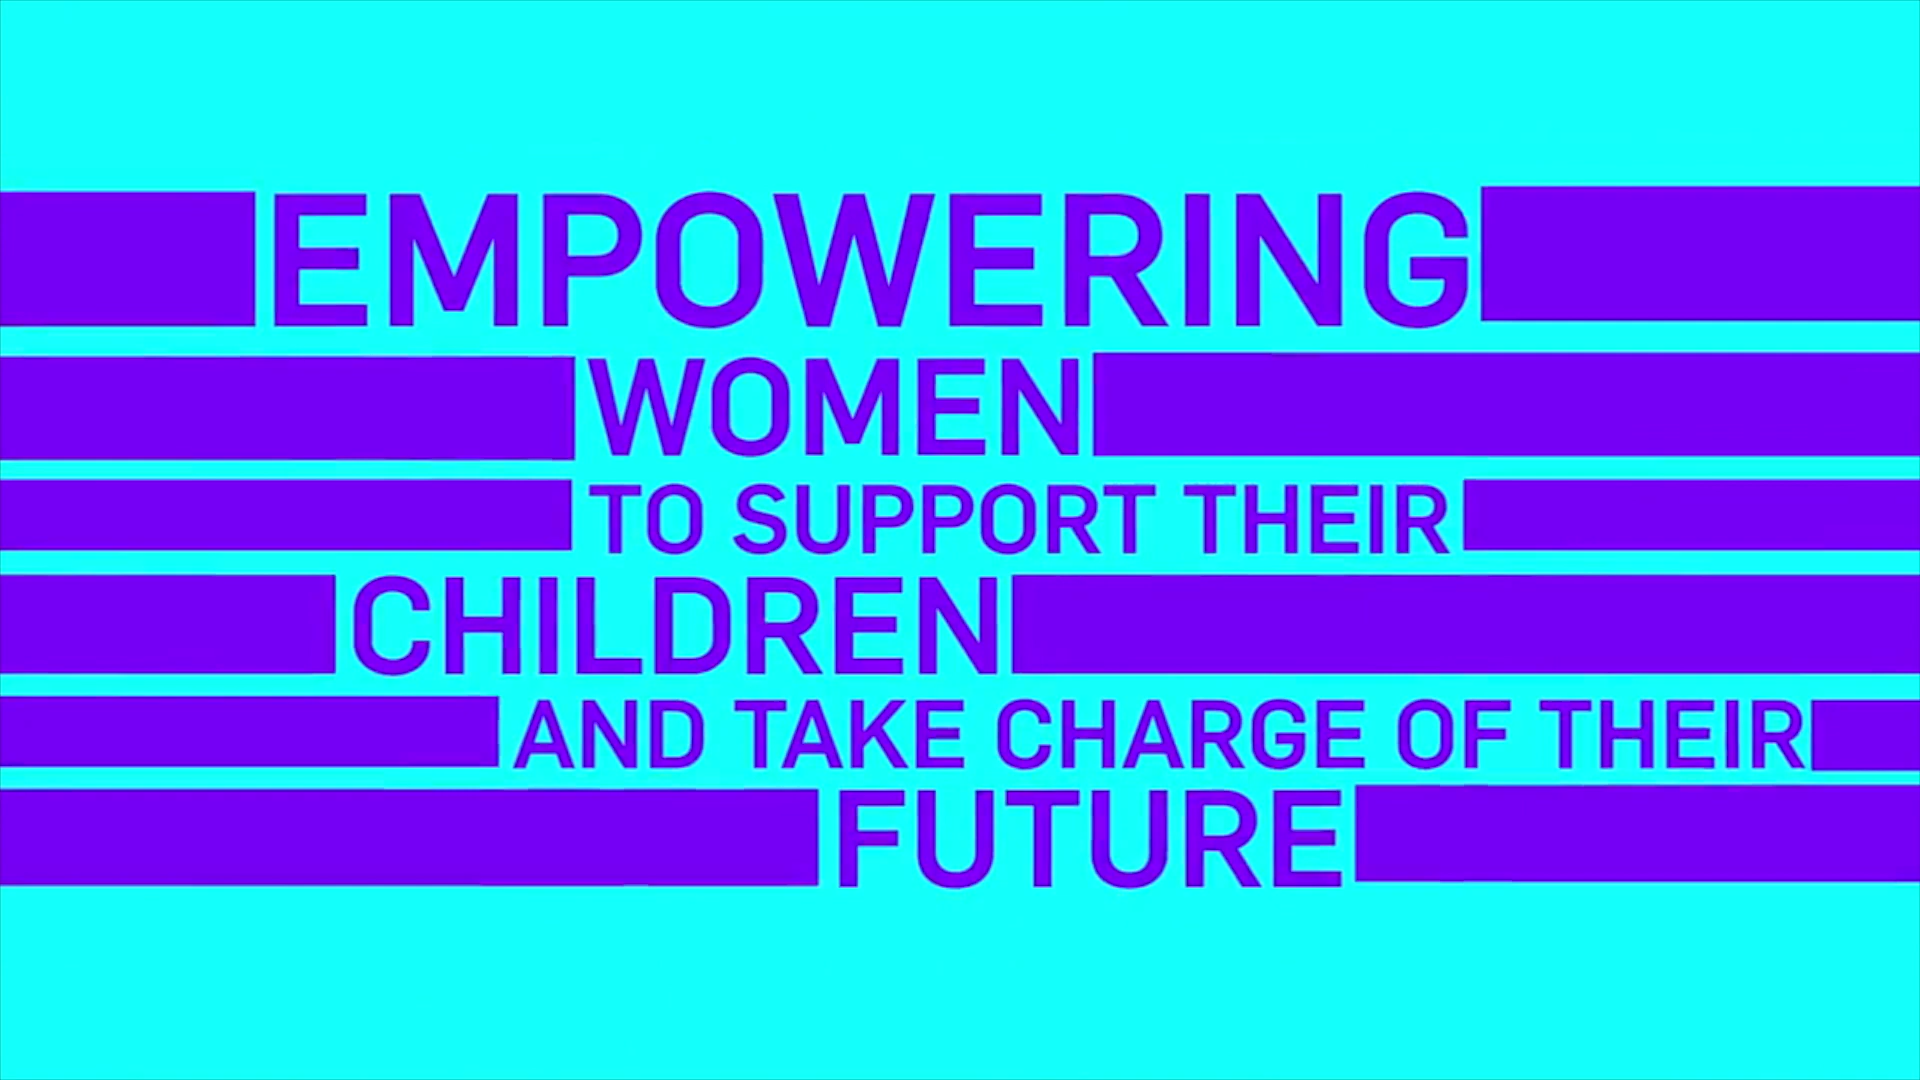 EMPOWERING
WOMEN
TO SUPPORT THEIR
CHILDREN
AND TAKE CHARGE OF THEIR
FUTURE